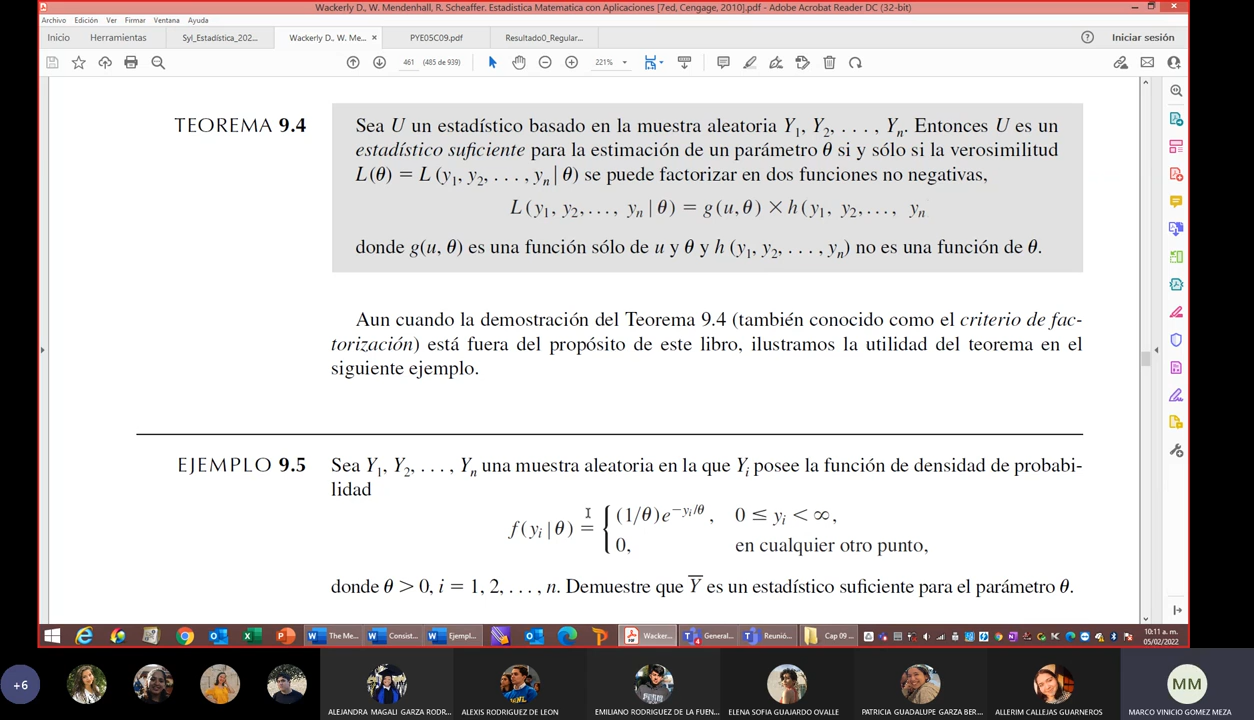 Wackerly D., W. Mendenhall, R. Scheaffer. Estadistica Matematica con Aplicaciones [7ed, Cengage, 2010].pdf - Adobe Acrobat Reader DC (32-bit)
Archivo Edición Ver Firmar Ventana Ayuda
Inicio Herramientas Syl_Estadística_202... Wackerly D., W. Me... × PYE05C09.pdf Resultado0_Regular... Iniciar sesión
461 (485 de 939) 221%
TEOREMA 9.4 Sea U un estadístico basado en la muestra aleatoria Y₁, Y₂, . . . , Yₙ. Entonces U es un
estadístico suficiente para la estimación de un parámetro θ si y sólo si la verosimilitud
L(θ) = L (y₁, y₂, . . . , yₙ | θ) se puede factorizar en dos funciones no negativas,
L (y₁, y₂,..., yₙ | θ) = g(u, θ) × h(y₁, y₂,..., yₙ
donde g(u, θ) es una función sólo de u y θ y h (y₁, y₂, . . . , yₙ) no es una función de θ.
Aun cuando la demostración del Teorema 9.4 (también conocido como el criterio de fac-
torización) está fuera del propósito de este libro, ilustramos la utilidad del teorema en el
siguiente ejemplo.
EJEMPLO 9.5 Sea Y₁, Y₂, . . . , Yₙ una muestra aleatoria en la que Yᵢ posee la función de densidad de probabi-
lidad
f(yᵢ | θ) = { (1/θ)e^{−yᵢ/θ}, 0 ≤ yᵢ < ∞,
0, en cualquier otro punto,
donde θ > 0, i = 1, 2, . . . , n. Demuestre que Y̅ es un estadístico suficiente para el parámetro θ.
The Me... Consist... Ejempl... Wacke... General... Reunió... Cap 09 ... 10:11 a. m.
05/02/2022
+6 MM
ALEJANDRA MAGALI GARZA RODR... ALEXIS RODRIGUEZ DE LEON EMILIANO RODRIGUEZ DE LA FUEN... ELENA SOFIA GUAJARDO OVALLE PATRICIA GUADALUPE GARZA BER... ALLERIM CALLEJAS GUARNEROS MARCO VINICIO GOMEZ MEZA